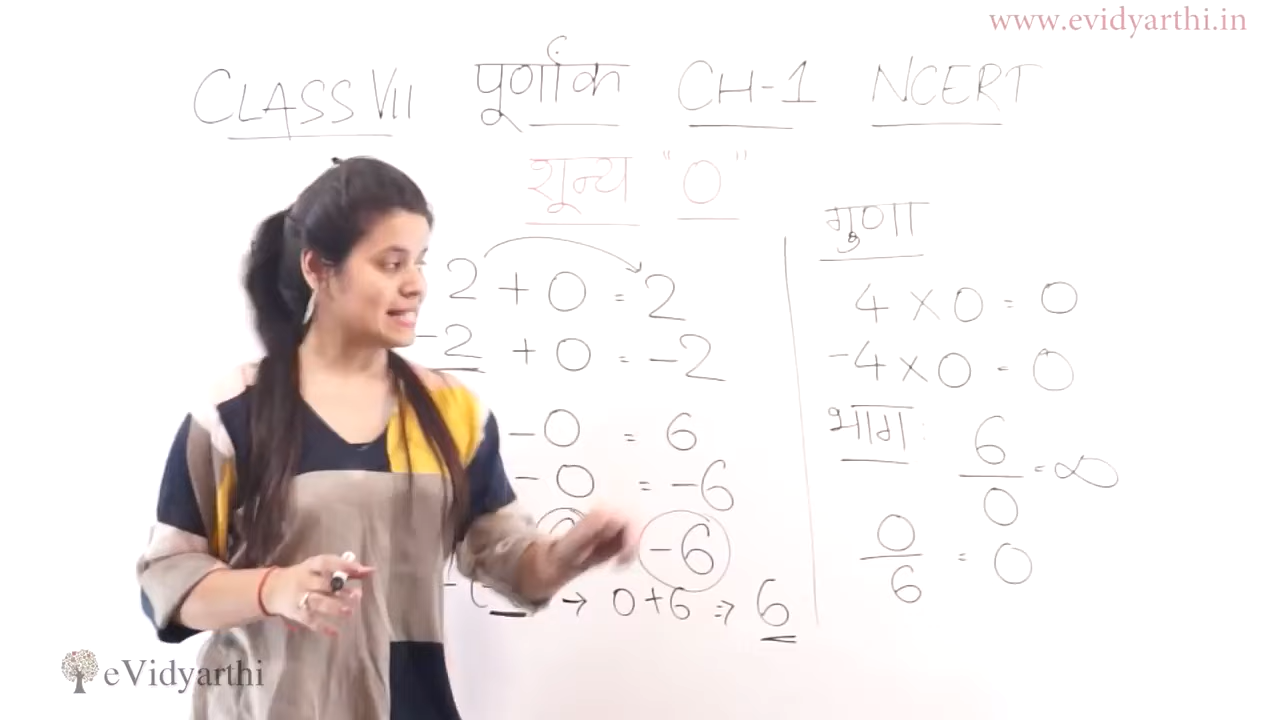 www.evidyarthi.in
CLASS VII पूर्णांक CH-1 NCERT
शून्य "0"
2 + 0 = 2
-2 + 0 = -2
-0 = 6
-0 = -6
-6
→ 0+6 => 6
गुणा
4 × 0 = 0
-4 × 0 = 0
भाग:
6/0 = ∞
0/6 = 0
eVidyarthi